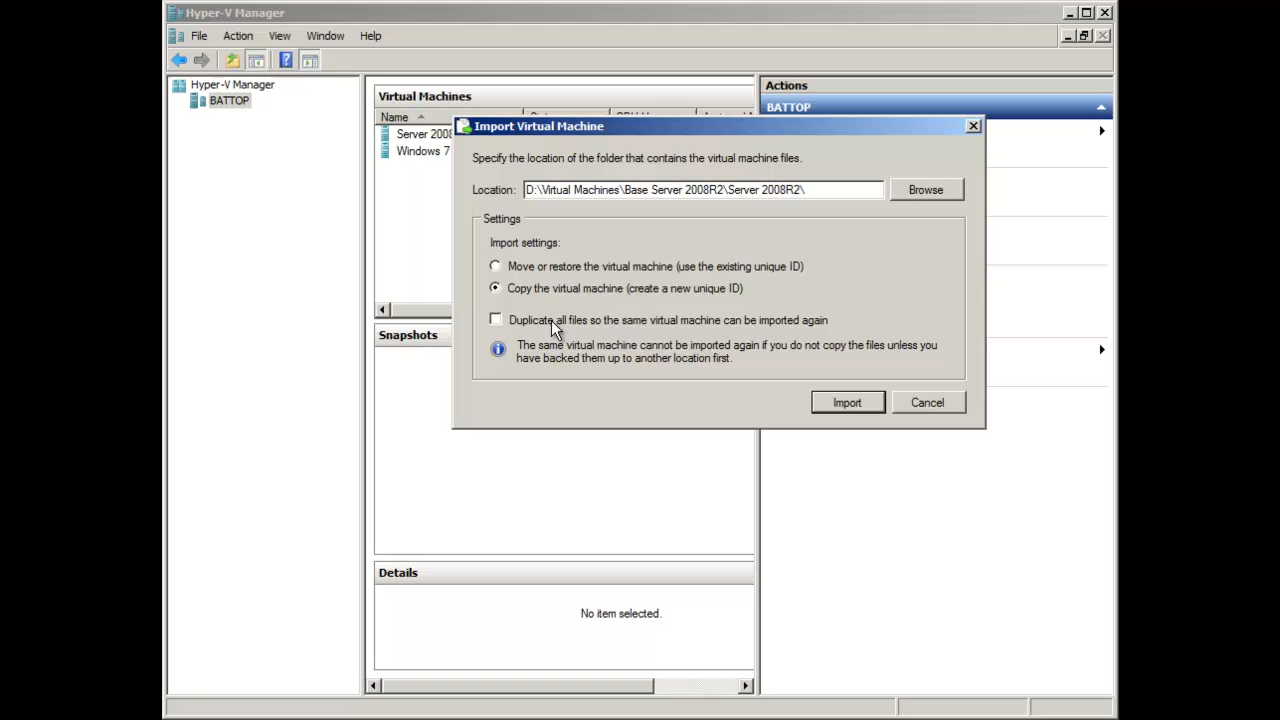 Hyper-V Manager
File Action View Window Help
Hyper-V Manager
BATTOP
Virtual Machines
Name
Server 2008
Windows 7
Actions
BATTOP
Import Virtual Machine
Specify the location of the folder that contains the virtual machine files.
Location: D:\Virtual Machines\Base Server 2008R2\Server 2008R2\ Browse
Settings
Import settings:
Move or restore the virtual machine (use the existing unique ID)
Copy the virtual machine (create a new unique ID)
Duplicate all files so the same virtual machine can be imported again
The same virtual machine cannot be imported again if you do not copy the files unless you
have backed them up to another location first.
Import Cancel
Snapshots
Details
No item selected.